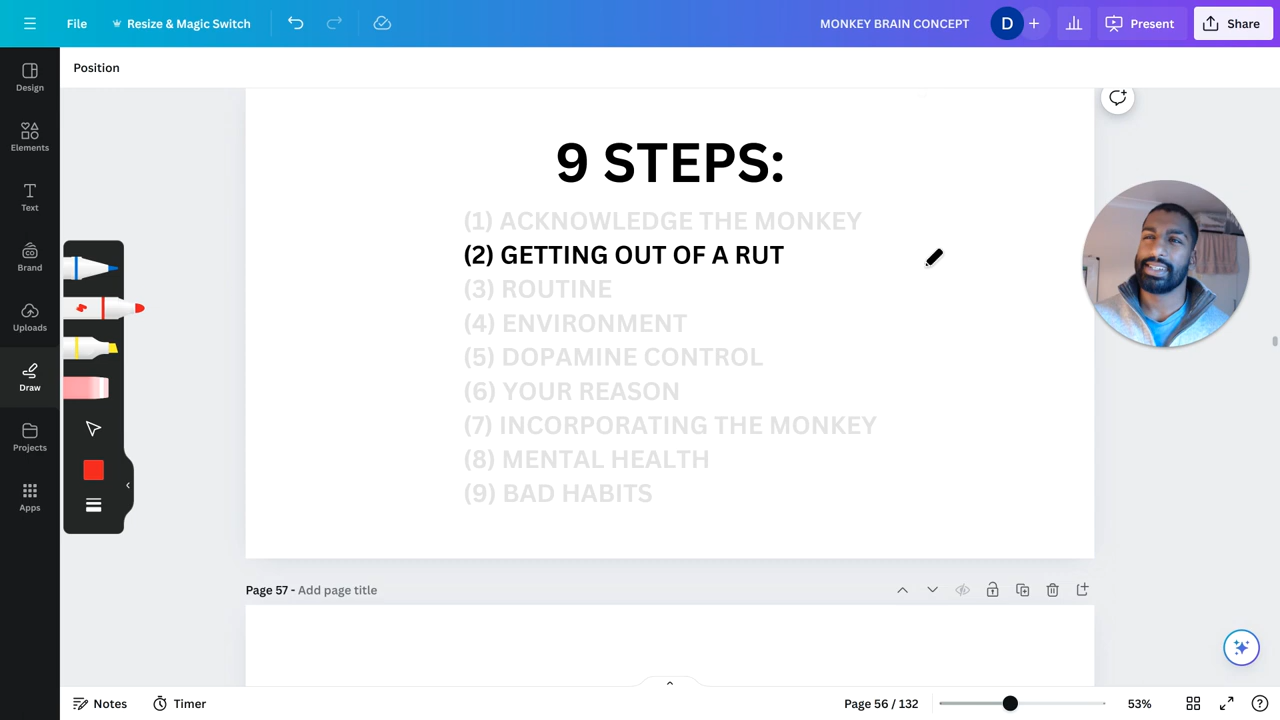 File
Resize & Magic Switch
MONKEY BRAIN CONCEPT
D
Present
Share
Position
Design
Elements
Text
Brand
Uploads
Draw
Projects
Apps
9 STEPS:
(1) ACKNOWLEDGE THE MONKEY
(2) GETTING OUT OF A RUT
(3) ROUTINE
(4) ENVIRONMENT
(5) DOPAMINE CONTROL
(6) YOUR REASON
(7) INCORPORATING THE MONKEY
(8) MENTAL HEALTH
(9) BAD HABITS
Page 57 - Add page title
Notes
Timer
Page 56 / 132
53%